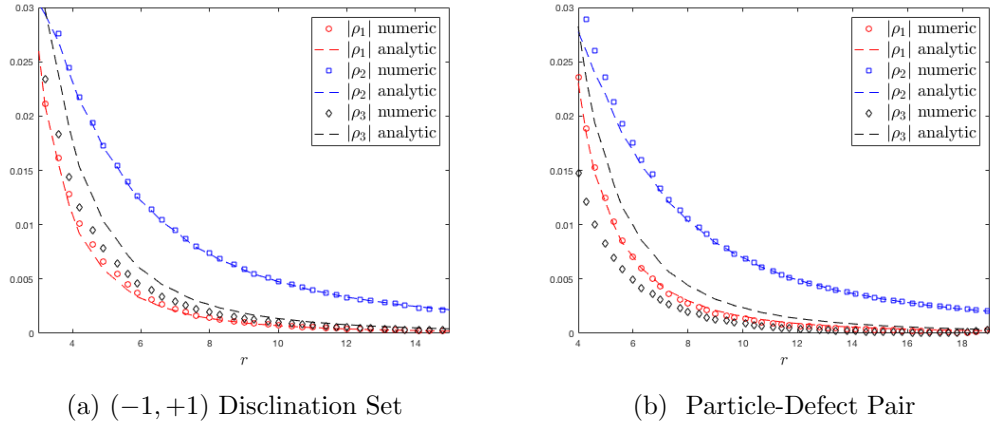 0.03
0.025
0.02
0.015
0.01
0.005
0
4
6
8
10
12
14
r
|ρ₁| numeric
|ρ₁| analytic
|ρ₂| numeric
|ρ₂| analytic
|ρ₃| numeric
|ρ₃| analytic
(a) (−1, +1) Disclination Set
0.03
0.025
0.02
0.015
0.01
0.005
0
4
6
8
10
12
14
16
18
r
|ρ₁| numeric
|ρ₁| analytic
|ρ₂| numeric
|ρ₂| analytic
|ρ₃| numeric
|ρ₃| analytic
(b) Particle-Defect Pair